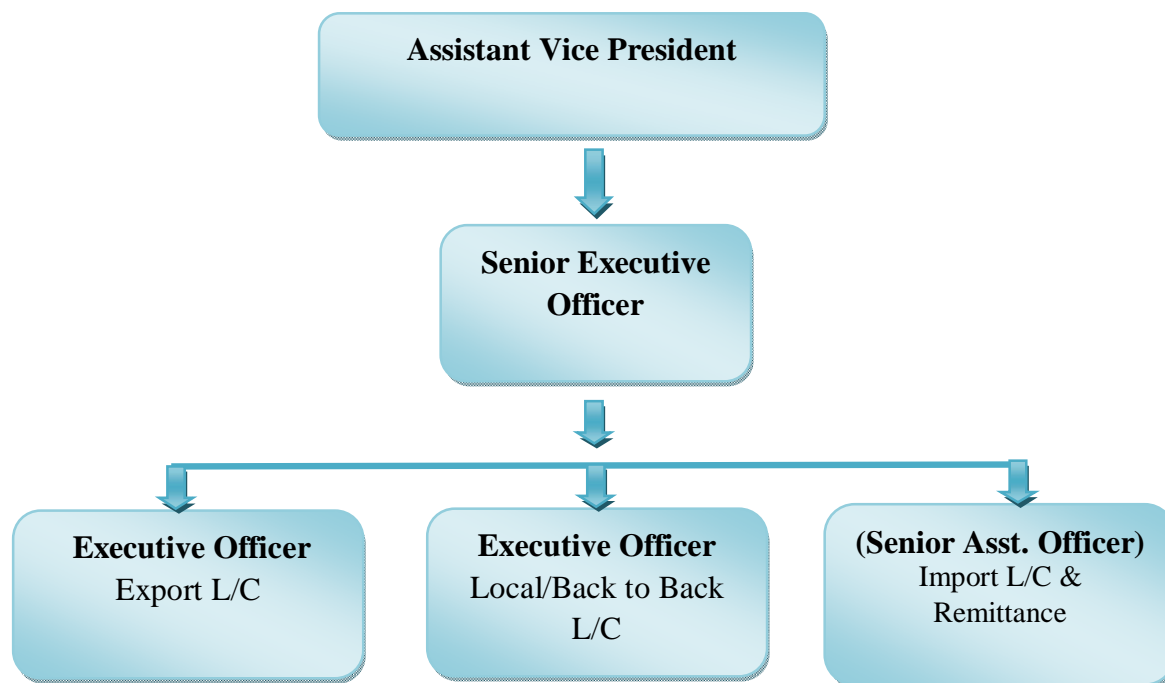 Assistant Vice President
Senior Executive
Officer
Executive Officer
Export L/C
Executive Officer
Local/Back to Back
L/C
(Senior Asst. Officer)
Import L/C &
Remittance